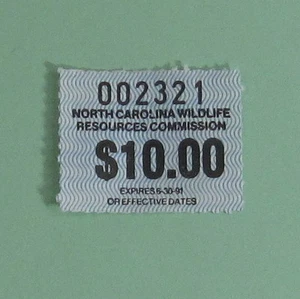 002321
NORTH CAROLINA WILDLIFE
RESOURCES COMMISSION
$10.00
EXPIRES 6-30-91
OR EFFECTIVE DATES